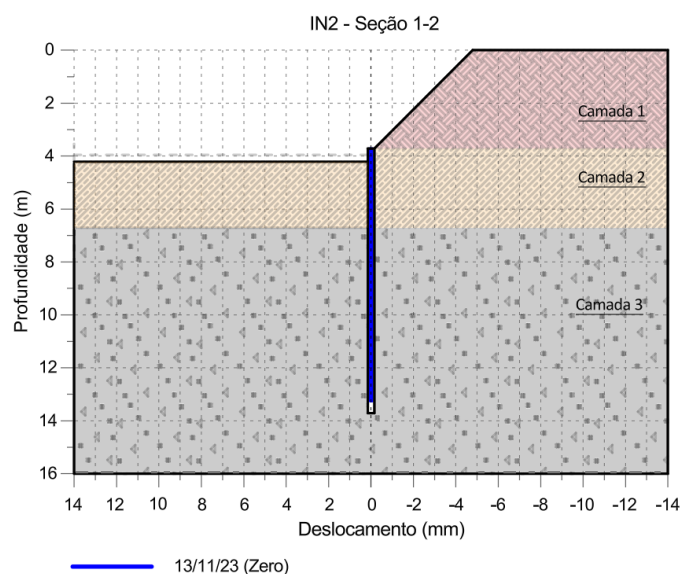 IN2 - Seção 1-2
0
2
4
6
8
10
12
14
16
Profundidade (m)
Camada 1
Camada 2
Camada 3
14 12 10 8 6 4 2 0 -2 -4 -6 -8 -10 -12 -14
Deslocamento (mm)
13/11/23 (Zero)